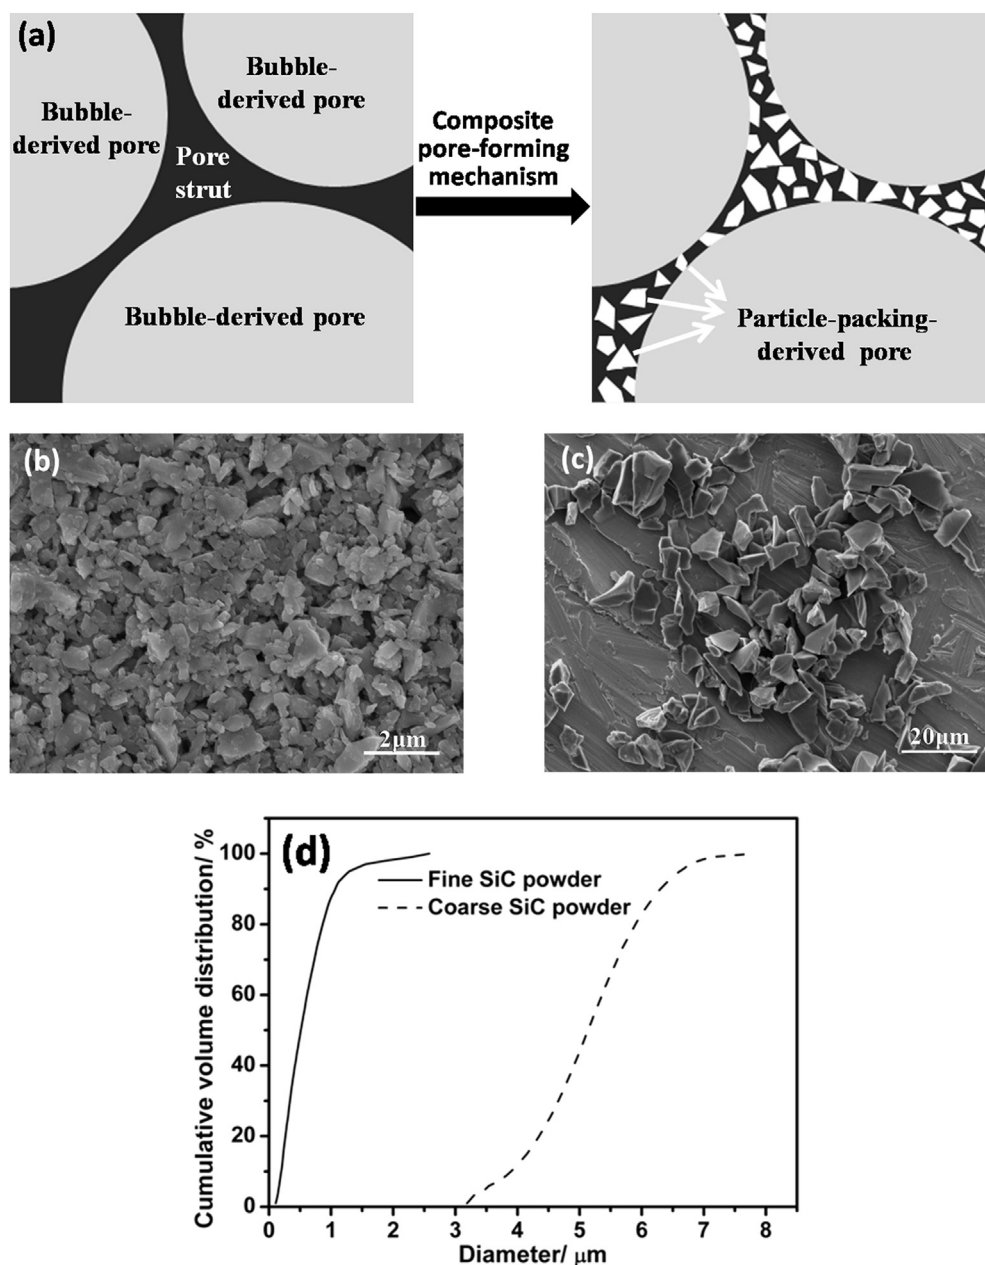 (a)
Bubble-
derived pore
Bubble-
derived pore
Pore
strut
Bubble-derived pore
Composite
pore-forming
mechanism
Particle-packing-
derived pore
(b)
2μm
(c)
20μm
(d)
Fine SiC powder
Coarse SiC powder
Cumulative volume distribution/ %
100
80
60
40
20
0
0 1 2 3 4 5 6 7 8
Diameter/ μm